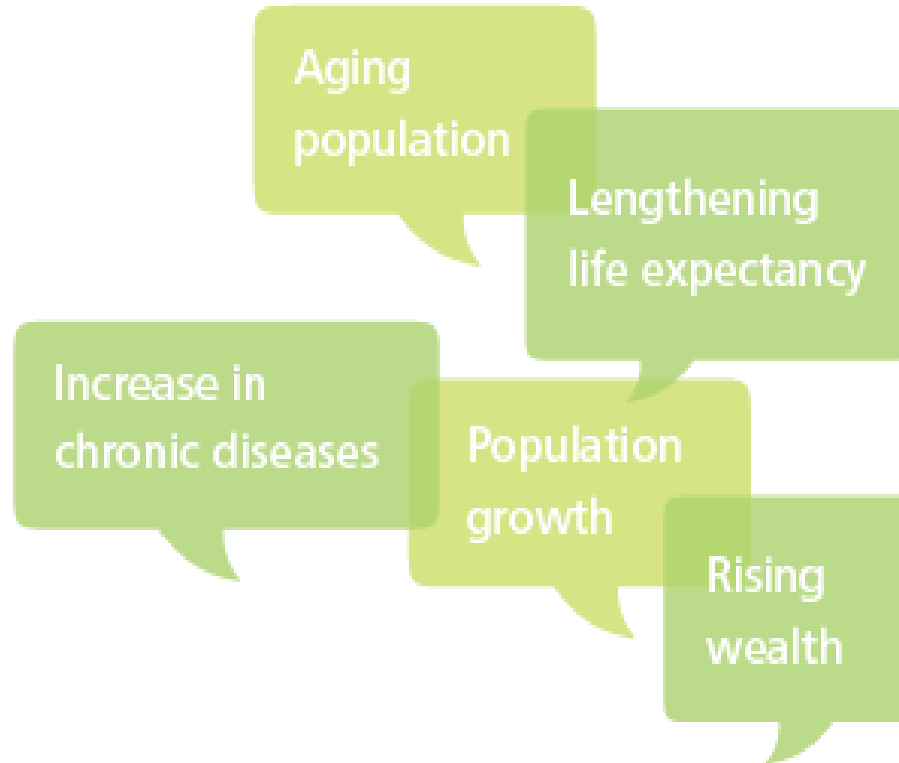 Aging
population
Lengthening
life expectancy
Increase in
chronic diseases
Population
growth
Rising
wealth